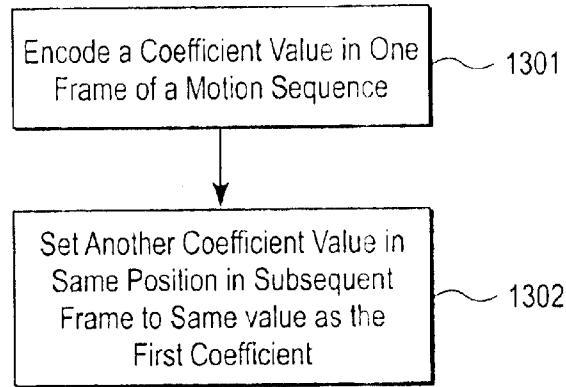 Encode a Coefficient Value in One
Frame of a Motion Sequence
1301
Set Another Coefficient Value in
Same Position in Subsequent
Frame to Same value as the
First Coefficient
1302